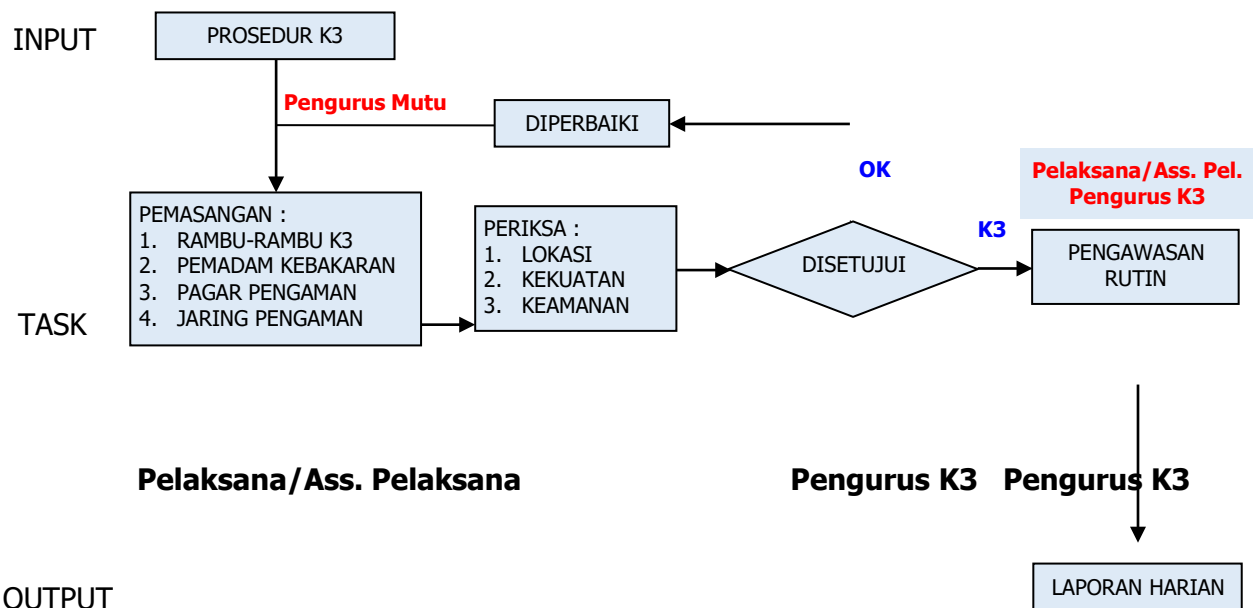 INPUT
PROSEDUR K3
Pengurus Mutu
DIPERBAIKI
OK
Pelaksana/Ass. Pel.
Pengurus K3
K3
PEMASANGAN :
1. RAMBU-RAMBU K3
2. PEMADAM KEBAKARAN
3. PAGAR PENGAMAN
4. JARING PENGAMAN
PERIKSA :
1. LOKASI
2. KEKUATAN
3. KEAMANAN
DISETUJUI
PENGAWASAN
RUTIN
TASK
Pelaksana/Ass. Pelaksana
Pengurus K3 Pengurus K3
LAPORAN HARIAN
OUTPUT